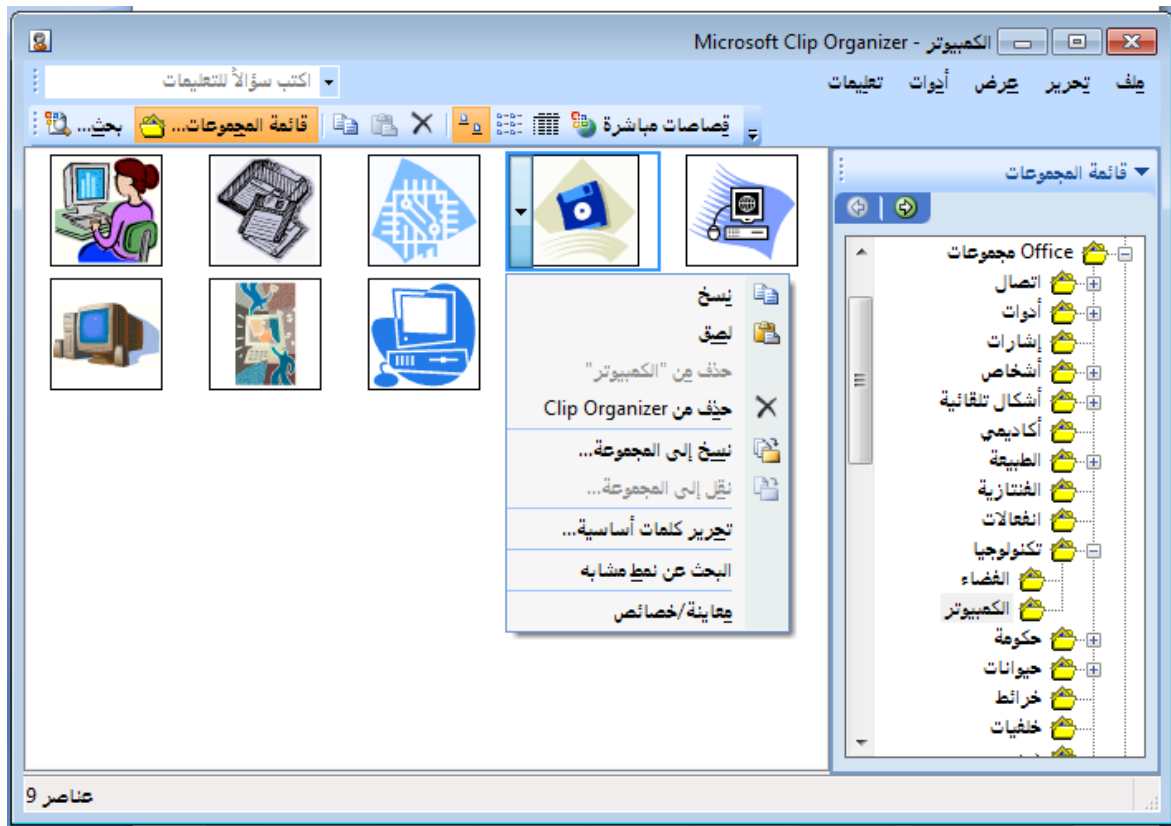 الكمبيوتر - Microsoft Clip Organizer
ملف تحرير عرض أدوات تعليمات
اكتب سؤالاً للتعليمات
قصاصات مباشرة
قائمة المجموعات...
بحث...
قائمة المجموعات
Office مجموعات
اتصال
أدوات
إشارات
أشخاص
أشكال تلقائية
أكاديمي
الطبيعة
الفنتازية
انفعالات
تكنولوجيا
الفضاء
الكمبيوتر
حكومة
حيوانات
خرائط
خلفيات
نسخ
لصق
حذف من "الكمبيوتر"
حذف من Clip Organizer
نسخ إلى المجموعة...
نقل إلى المجموعة...
تحرير كلمات أساسية...
البحث عن نمط مشابه
معاينة/خصائص
عناصر 9